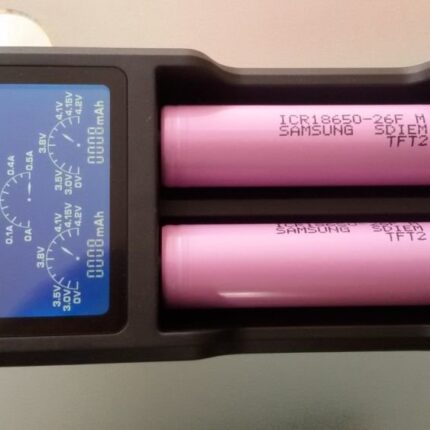 4.2V
4.15V
4.1V
3.8V
3.5V
3.0V
0V
0008mAh
0.5A
0.4A
0.1A
0A
4.2V
4.15V
4.1V
3.8V
3.5V
3.0V
0V
0008mAh
ICR18650-26F M
SAMSUNG SDIEM
TFT2
SAMSUNG SDIEM
TFT2